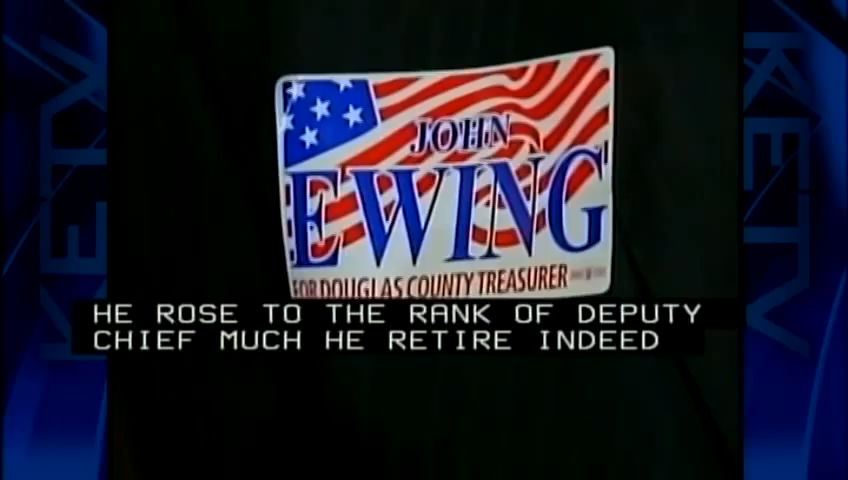 KETV
KETV
JOHN
EWING
FOR DOUGLAS COUNTY TREASURER
HE ROSE TO THE RANK OF DEPUTY
CHIEF MUCH HE RETIRE INDEED